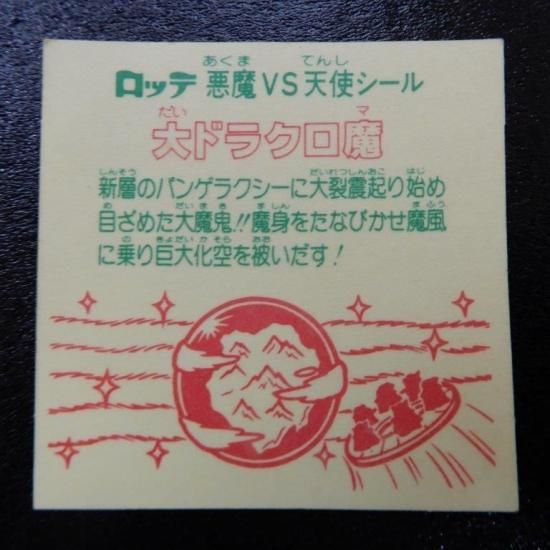 あくま てんし
ロッテ 悪魔VS天使シール
だい マ
大ドラクロ魔
しんそう だいれつしんおこ はじ
新層のパンゲラクシーに大裂震起り始め
め だいまき ましん まふう
目ざめた大魔鬼!!魔身をたなびかせ魔風
の きょだいかそら おお
に乗り巨大化空を被いだす!